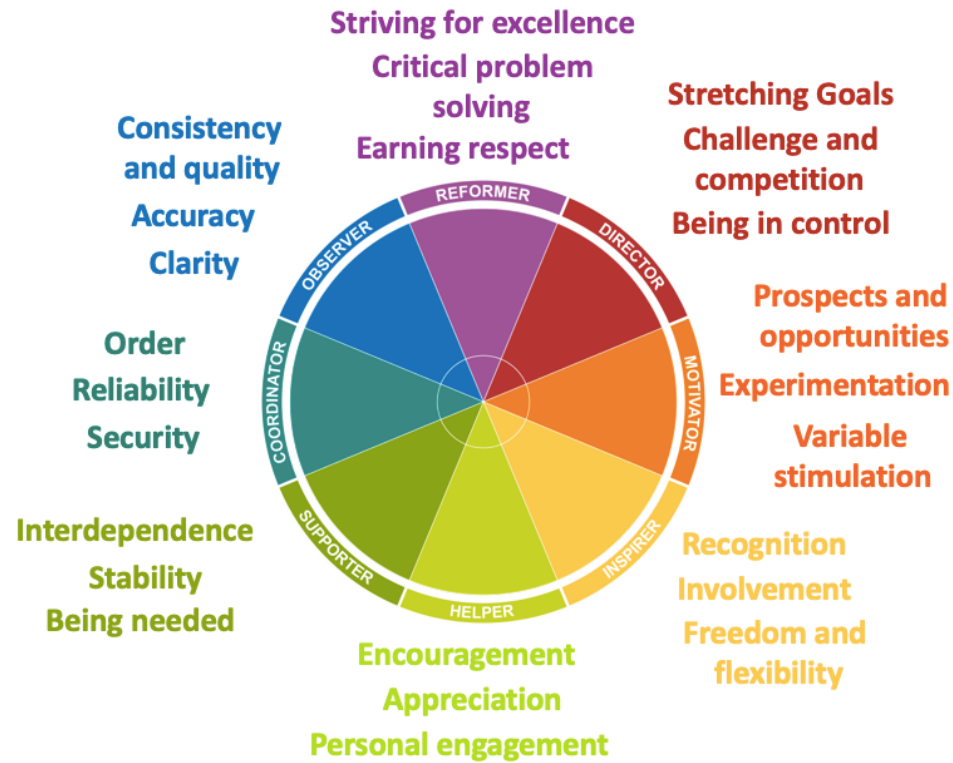 Striving for excellence
Critical problem
solving
Earning respect
Stretching Goals
Challenge and
competition
Being in control
Consistency
and quality
Accuracy
Clarity
REFORMER
OBSERVER
DIRECTOR
Prospects and
opportunities
Experimentation
Variable
stimulation
Order
Reliability
Security
COORDINATOR
MOTIVATOR
Interdependence
Stability
Being needed
SUPPORTER
HELPER
INSPIRER
Recognition
Involvement
Freedom and
flexibility
Encouragement
Appreciation
Personal engagement